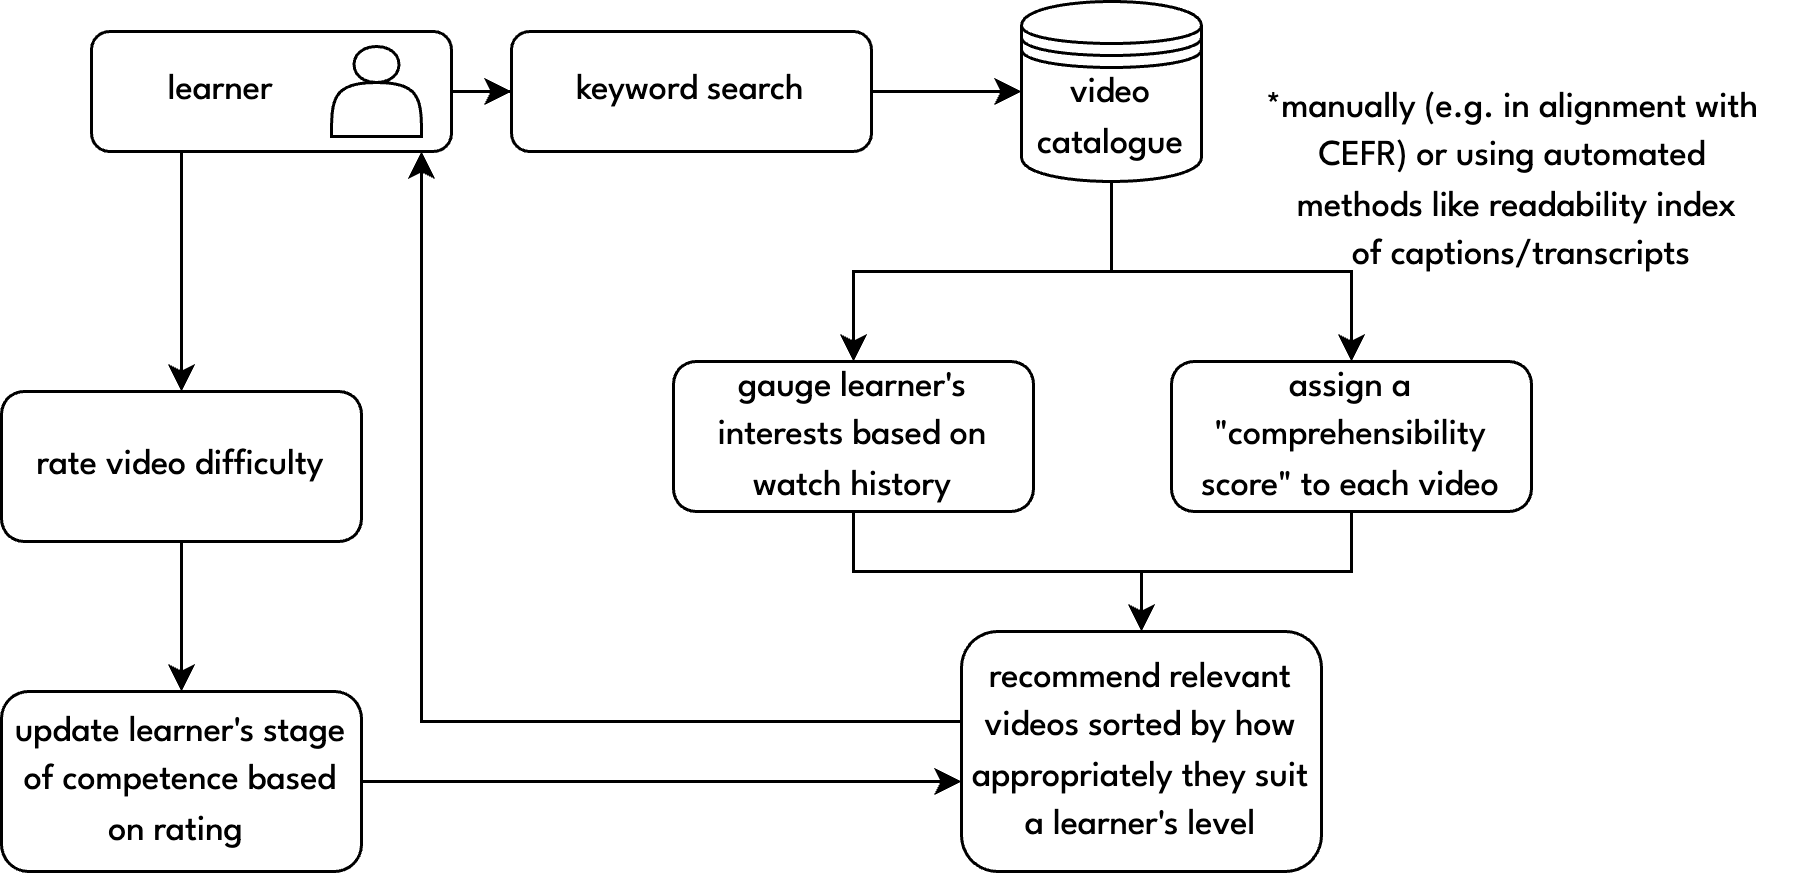 learner
keyword search
video
catalogue
*manually (e.g. in alignment with
CEFR) or using automated
methods like readability index
of captions/transcripts
gauge learner's
interests based on
watch history
assign a
"comprehensibility
score" to each video
rate video difficulty
update learner's stage
of competence based
on rating
recommend relevant
videos sorted by how
appropriately they suit
a learner's level